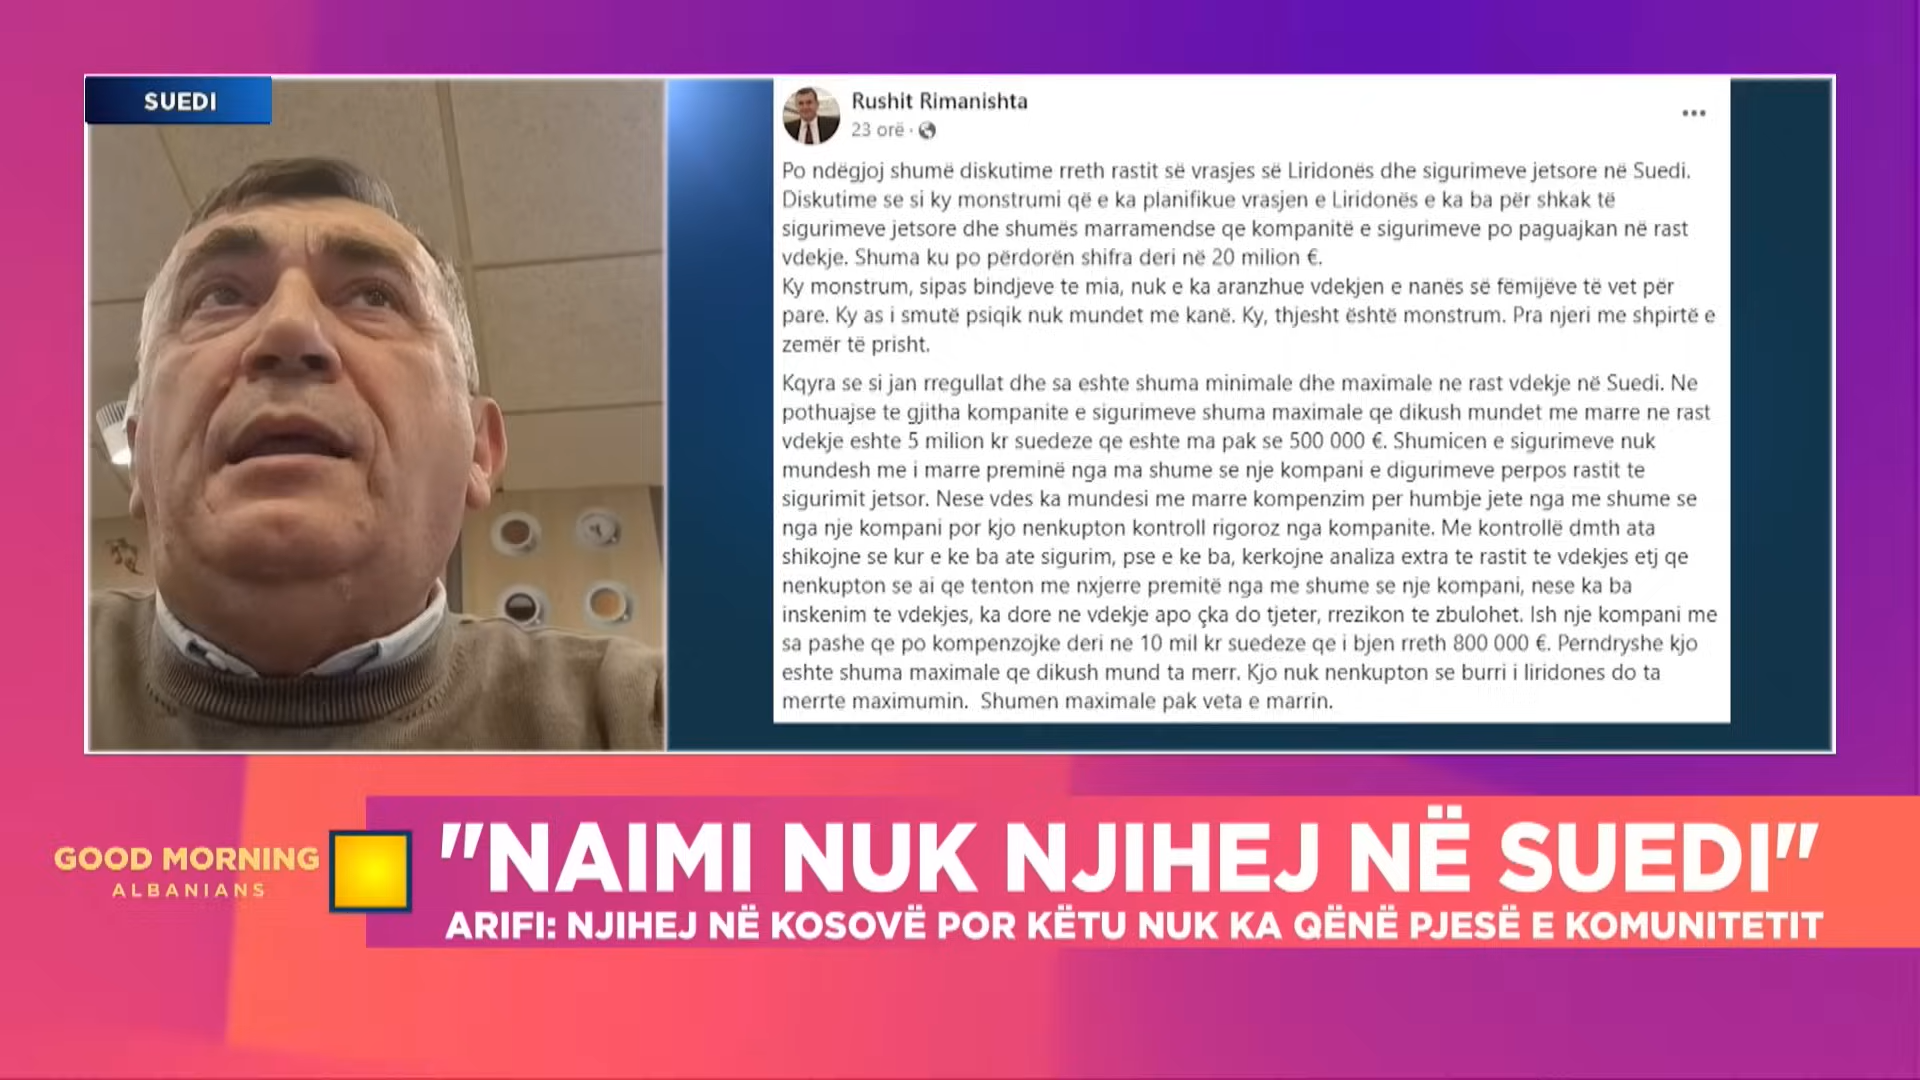 SUEDI
Rushit Rimanishta
23 orë ·
Po ndëgjoj shumë diskutime rreth rastit së vrasjes së Liridonës dhe sigurimeve jetsore në Suedi.
Diskutime se si ky monstrumi që e ka planifikue vrasjen e Liridonës e ka ba për shkak të
sigurimeve jetsore dhe shumës marramendse qe kompanitë e sigurimeve po paguajkan në rast
vdekje. Shuma ku po përdorën shifra deri në 20 milion €.
Ky monstrum, sipas bindjeve te mia, nuk e ka aranzhue vdekjen e nanës së fëmijëve të vet për
pare. Ky as i smutë psiqik nuk mundet me kanë. Ky, thjesht është monstrum. Pra njeri me shpirtë e
zemër të prisht.
Kqyra se si jan rregullat dhe sa eshte shuma minimale dhe maximale ne rast vdekje në Suedi. Ne
pothuajse te gjitha kompanite e sigurimeve shuma maximale qe dikush mundet me marre ne rast
vdekje eshte 5 milion kr suedeze qe eshte ma pak se 500 000 €. Shumicen e sigurimeve nuk
mundesh me i marre preminë nga ma shume se nje kompani e digurimeve perpos rastit te
sigurimit jetsor. Nese vdes ka mundesi me marre kompenzim per humbje jete nga me shume se
nga nje kompani por kjo nenkupton kontroll rigoroz nga kompanite. Me kontrollë dmth ata
shikojne se kur e ke ba ate sigurim, pse e ke ba, kerkojne analiza extra te rastit te vdekjes etj qe
nenkupton se ai qe tenton me nxjerre premitë nga me shume se nje kompani, nese ka ba
inskenim te vdekjes, ka dore ne vdekje apo çka do tjeter, rrezikon te zbulohet. Ish nje kompani me
sa pashe qe po kompenzojke deri ne 10 mil kr suedeze qe i bjen rreth 800 000 €. Perndryshe kjo
eshte shuma maximale qe dikush mund ta merr. Kjo nuk nenkupton se burri i liridones do ta
merrte maximumin.  Shumen maximale pak veta e marrin.
GOOD MORNING
ALBANIANS
"NAIMI NUK NJIHEJ NË SUEDI"
ARIFI: NJIHEJ NË KOSOVË POR KËTU NUK KA QËNË PJESË E KOMUNITETIT